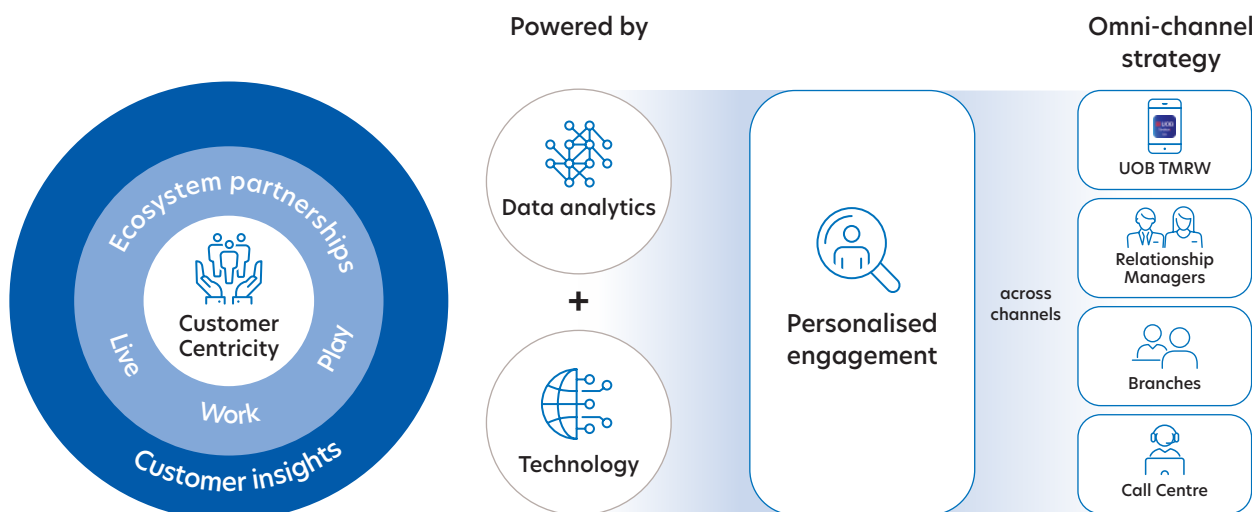 Powered by
Omni-channel
strategy
Ecosystem partnerships
Customer
Centricity
Live
Work
Play
Customer insights
Data analytics
+
Technology
Personalised
engagement
across
channels
UOB
UOB TMRW
Relationship
Managers
Branches
Call Centre